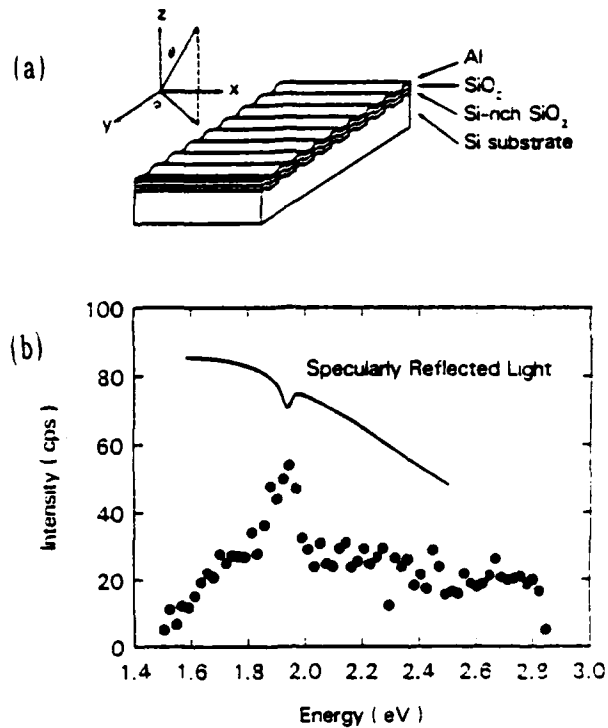 (a)
z
θ
x
y
Al
SiO2
Si-rich SiO2
Si substrate
(b)
Specularly Reflected Light
Intensity (cps)
100
80
60
40
20
0
1.4 1.6 1.8 2.0 2.2 2.4 2.6 2.8 3.0
Energy (eV)